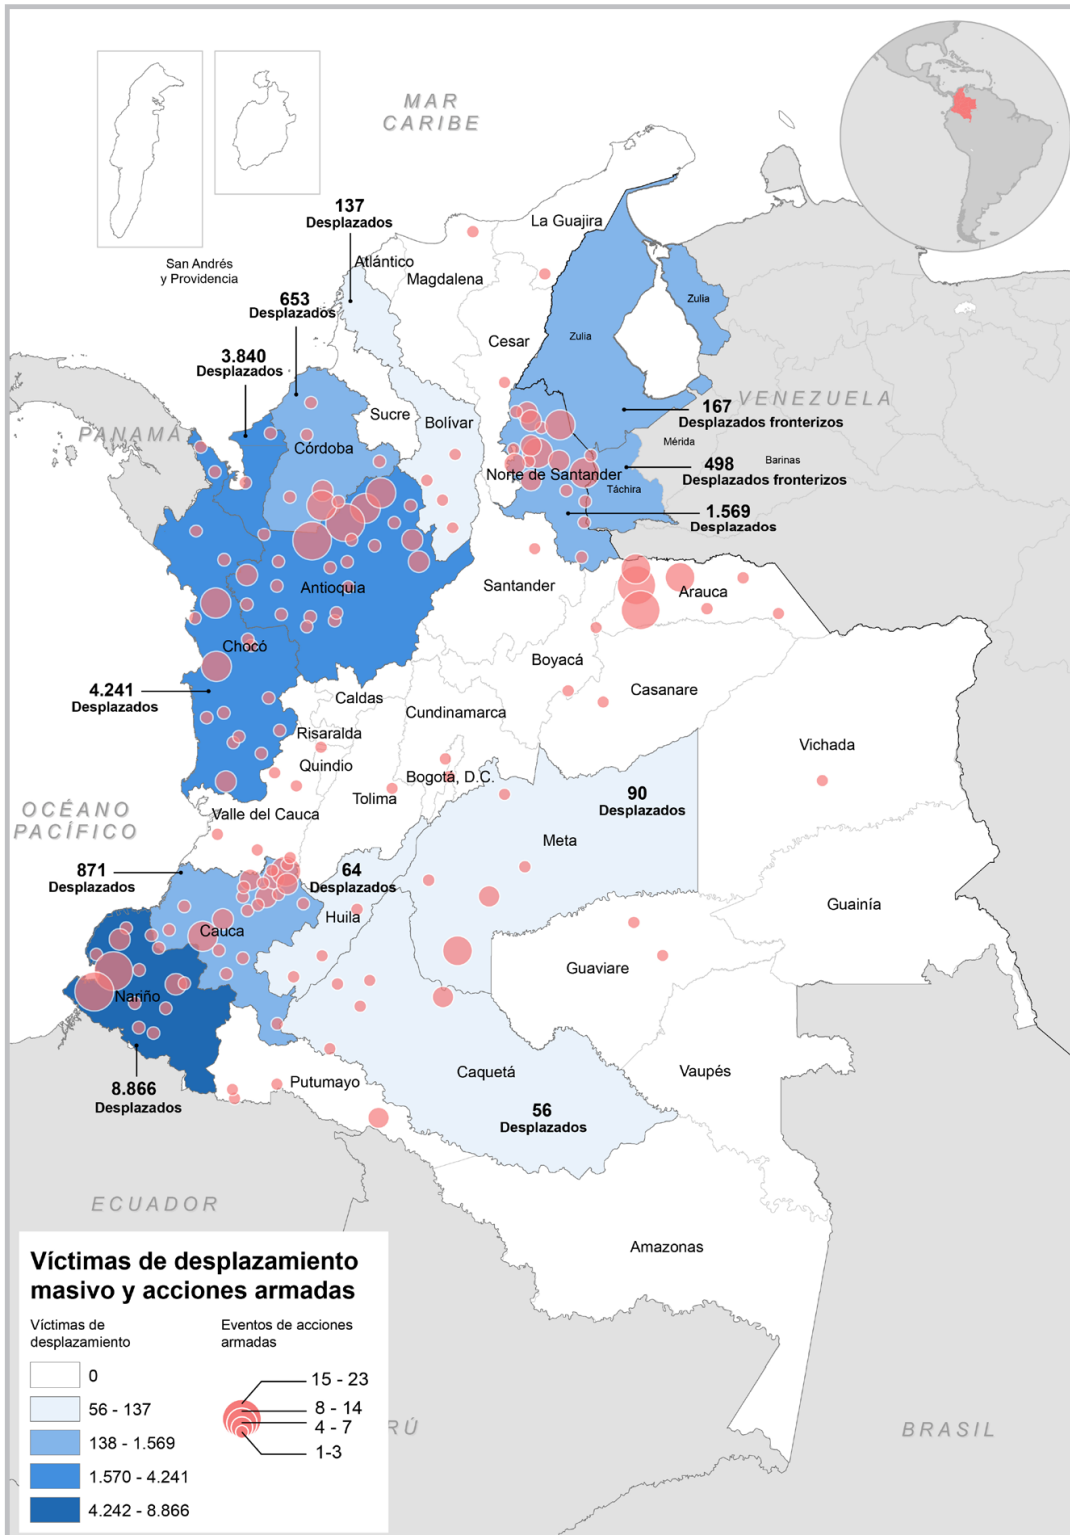 MAR
CARIBE
137
Desplazados
La Guajira
Atlántico
Magdalena
San Andrés
y Providencia
653
Desplazados
Zulia
Zulia
Cesar
3.840
Desplazados
VENEZUELA
167
Desplazados fronterizos
Sucre
Bolívar
PANAMÁ
Córdoba
Mérida
Barinas
498
Desplazados fronterizos
Norte de Santander
Táchira
1.569
Desplazados
Santander
Antioquia
Arauca
Chocó
Boyacá
4.241
Desplazados
Caldas
Casanare
Cundinamarca
Risaralda
Vichada
Quindio
Bogotá, D.C.
Tolima
90
Desplazados
OCÉANO
PACÍFICO
Valle del Cauca
Meta
871
Desplazados
64
Desplazados
Huila
Guainía
Cauca
Guaviare
Nariño
Caquetá
Vaupés
Putumayo
8.866
Desplazados
56
Desplazados
ECUADOR
Amazonas
Víctimas de desplazamiento
masivo y acciones armadas
Víctimas de
desplazamiento
0
56 - 137
138 - 1.569
1.570 - 4.241
4.242 - 8.866
Eventos de acciones
armadas
15 - 23
8 - 14
4 - 7
1-3
RÚ
BRASIL